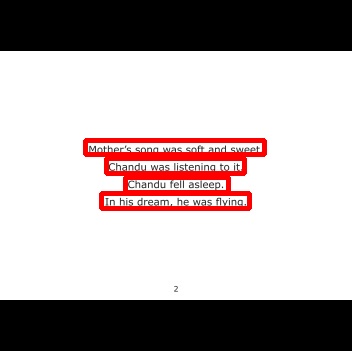 Mother's song was soft and sweet.
Chandu was listening to it.
Chandu fell asleep.
In his dream, he was flying.
2